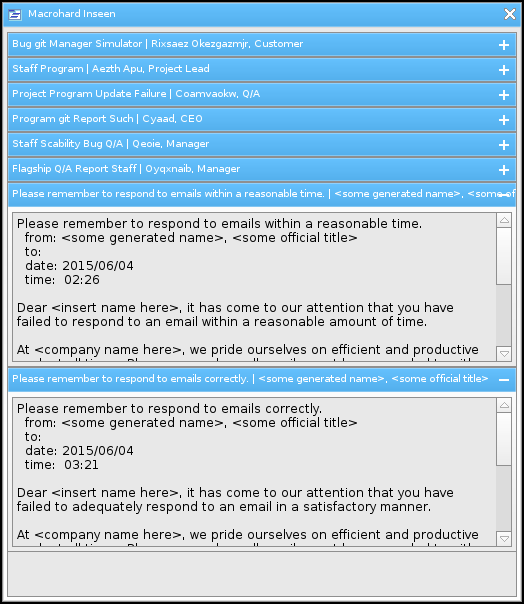 Macrohard Inseen
Bug git Manager Simulator | Rixsaez Okezgazmjr, Customer
Staff Program | Aezth Apu, Project Lead
Project Program Update Failure | Coamvaokw, Q/A
Program git Report Such | Cyaad, CEO
Staff Scability Bug Q/A | Qeoie, Manager
Flagship Q/A Report Staff | Oyqxnaib, Manager
Please remember to respond to emails within a reasonable time. | <some generated name>, <some of
Please remember to respond to emails within a reasonable time.
from: <some generated name>, <some official title>
to:
date: 2015/06/04
time:  02:26
Dear <insert name here>, it has come to our attention that you have
failed to respond to an email within a reasonable amount of time.
At <company name here>, we pride ourselves on efficient and productive
Please remember to respond to emails correctly. | <some generated name>, <some official title>
Please remember to respond to emails correctly.
from: <some generated name>, <some official title>
to:
date: 2015/06/04
time:  03:21
Dear <insert name here>, it has come to our attention that you have
failed to adequately respond to an email in a satisfactory manner.
At <company name here>, we pride ourselves on efficient and productive